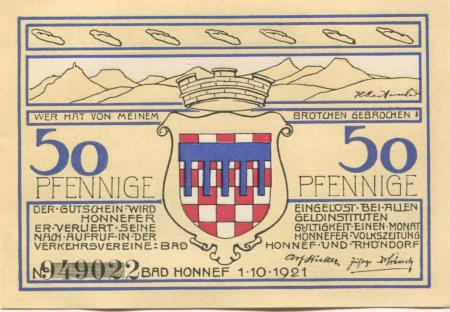 WER HAT VON MEINEM BRÖTCHEN GEBROCHEN?
50 PFENNIGE
50 PFENNIGE
DER GUTSCHEIN WIRD EINGELÖST BEI ALLEN
HONNEFER GELDINSTITUTEN
ER VERLIERT SEINE GÜLTIGKEIT EINEN MONAT
NACH AUFRUF IN DER HONNEFER VOLKSZEITUNG
VERKEHRSVEREINE: BAD HONNEF UND RHÖNDORF
No 949022 BAD HONNEF 1·10·1921